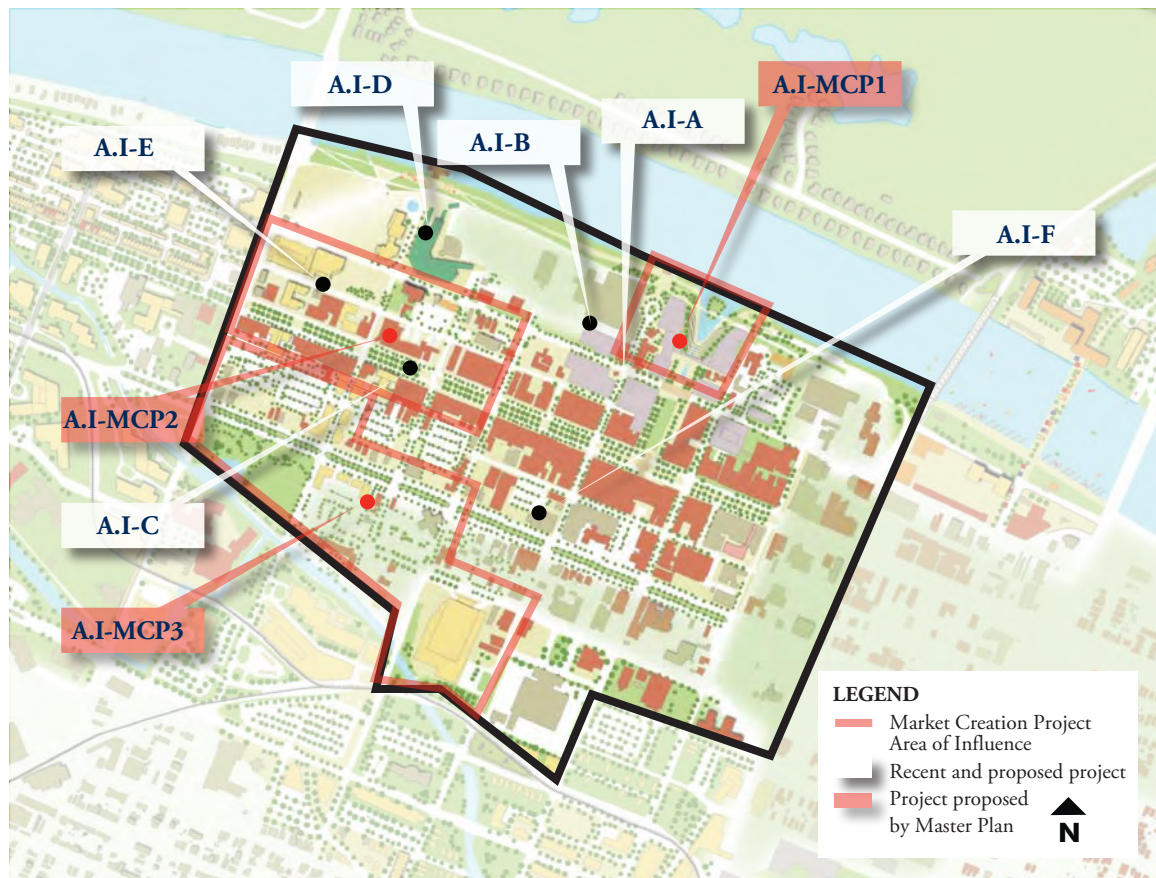 A.I-D
A.I-MCP1
A.I-A
A.I-B
A.I-E
A.I-F
A.I-MCP2
A.I-C
A.I-MCP3
LEGEND
Market Creation Project
Area of Influence
Recent and proposed project
Project proposed
by Master Plan
N